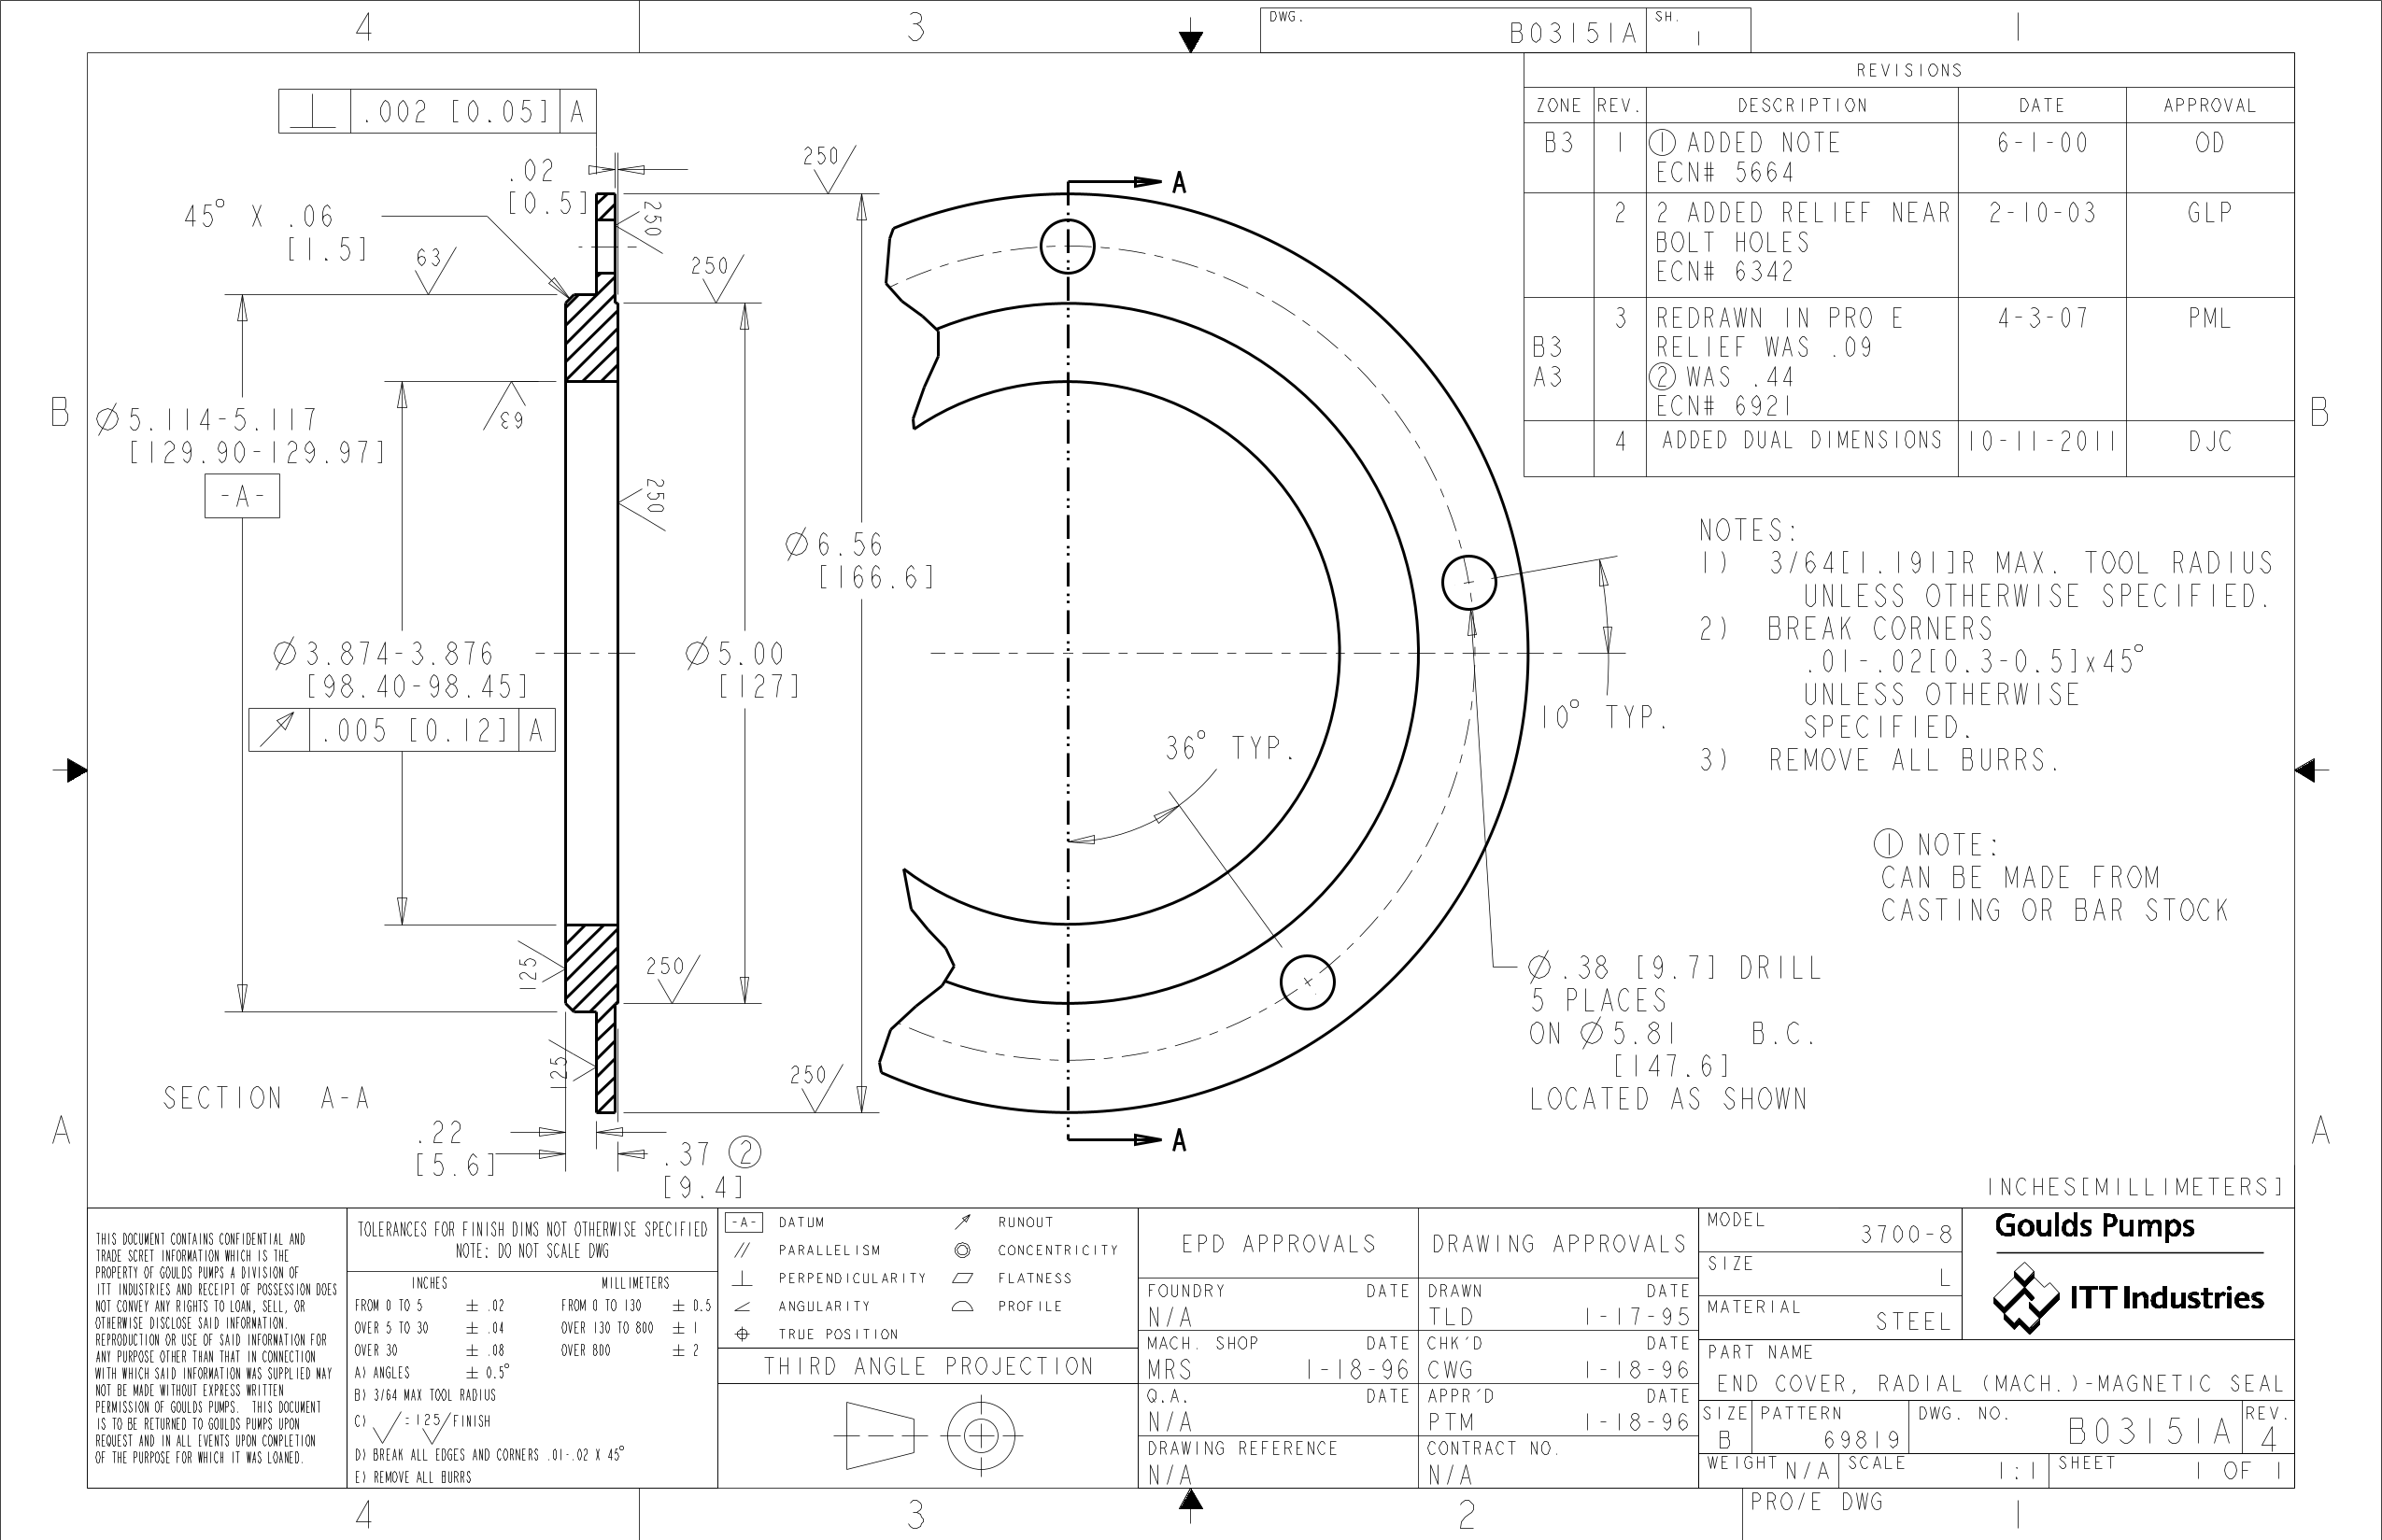 4
3
DWG.
B03151A
SH.
1
1
REVISIONS
ZONE REV. DESCRIPTION DATE APPROVAL
B3 1 ① ADDED NOTE 6-1-00 OD
ECN# 5664
2 2 ADDED RELIEF NEAR 2-10-03 GLP
BOLT HOLES
ECN# 6342
3 REDRAWN IN PRO E 4-3-07 PML
B3 RELIEF WAS .09
A3 ② WAS .44
ECN# 6921
4 ADDED DUAL DIMENSIONS 10-11-2011 DJC
⊥ .002 [0.05] A
.02
[0.5]
250
250
45° X .06
[1.5]
63
250
A
B
B
Ø5.114-5.117
[129.90-129.97]
-A-
63
250
Ø6.56
[166.6]
Ø3.874-3.876
[98.40-98.45]
↗ .005 [0.12] A
Ø5.00
[127]
NOTES:
1) 3/64[1.191]R MAX. TOOL RADIUS
UNLESS OTHERWISE SPECIFIED.
2) BREAK CORNERS
.01-.02[0.3-0.5]x45°
UNLESS OTHERWISE
SPECIFIED.
3) REMOVE ALL BURRS.
10° TYP.
36° TYP.
① NOTE:
CAN BE MADE FROM
CASTING OR BAR STOCK
125
250
Ø.38 [9.7] DRILL
5 PLACES
ON Ø5.81 B.C.
[147.6]
LOCATED AS SHOWN
125
250
SECTION A-A
A
A
A
.22
[5.6]
.37 ②
[9.4]
INCHES[MILLIMETERS]
THIS DOCUMENT CONTAINS CONFIDENTIAL AND
TRADE SCRET INFORMATION WHICH IS THE
PROPERTY OF GOULDS PUMPS A DIVISION OF
ITT INDUSTRIES AND RECEIPT OF POSSESSION DOES
NOT CONVEY ANY RIGHTS TO LOAN, SELL, OR
OTHERWISE DISCLOSE SAID INFORMATION.
REPRODUCTION OR USE OF SAID INFORMATION FOR
ANY PURPOSE OTHER THAN THAT IN CONNECTION
WITH WHICH SAID INFORMATION WAS SUPPLIED MAY
NOT BE MADE WITHOUT EXPRESS WRITTEN
PERMISSION OF GOULDS PUMPS. THIS DOCUMENT
IS TO BE RETURNED TO GOULDS PUMPS UPON
REQUEST AND IN ALL EVENTS UPON COMPLETION
OF THE PURPOSE FOR WHICH IT WAS LOANED.
TOLERANCES FOR FINISH DIMS NOT OTHERWISE SPECIFIED
NOTE: DO NOT SCALE DWG
INCHES MILLIMETERS
FROM 0 TO 5 ± .02 FROM 0 TO 130 ± 0.5
OVER 5 TO 30 ± .04 OVER 130 TO 800 ± 1
OVER 30 ± .08 OVER 800 ± 2
A) ANGLES ± 0.5°
B) 3/64 MAX TOOL RADIUS
C) √ = 125/ FINISH
D) BREAK ALL EDGES AND CORNERS .01-.02 X 45°
E) REMOVE ALL BURRS
-A- DATUM RUNOUT
PARALLELISM CONCENTRICITY
PERPENDICULARITY FLATNESS
ANGULARITY PROFILE
TRUE POSITION
THIRD ANGLE PROJECTION
EPD APPROVALS
FOUNDRY DATE
N/A
MACH. SHOP DATE
MRS 1-18-96
Q.A. DATE
N/A
DRAWING REFERENCE
N/A
DRAWING APPROVALS
DRAWN DATE
TLD 1-17-95
CHK'D DATE
CWG 1-18-96
APPR'D DATE
PTM 1-18-96
CONTRACT NO.
N/A
MODEL
3700-8
SIZE
L
MATERIAL
STEEL
Goulds Pumps
ITT Industries
PART NAME
END COVER, RADIAL (MACH.)-MAGNETIC SEAL
SIZE PATTERN DWG. NO. REV.
B 69819 B03151A 4
WEIGHT N/A SCALE 1:1 SHEET 1 OF 1
4
3
2
PRO/E DWG
1